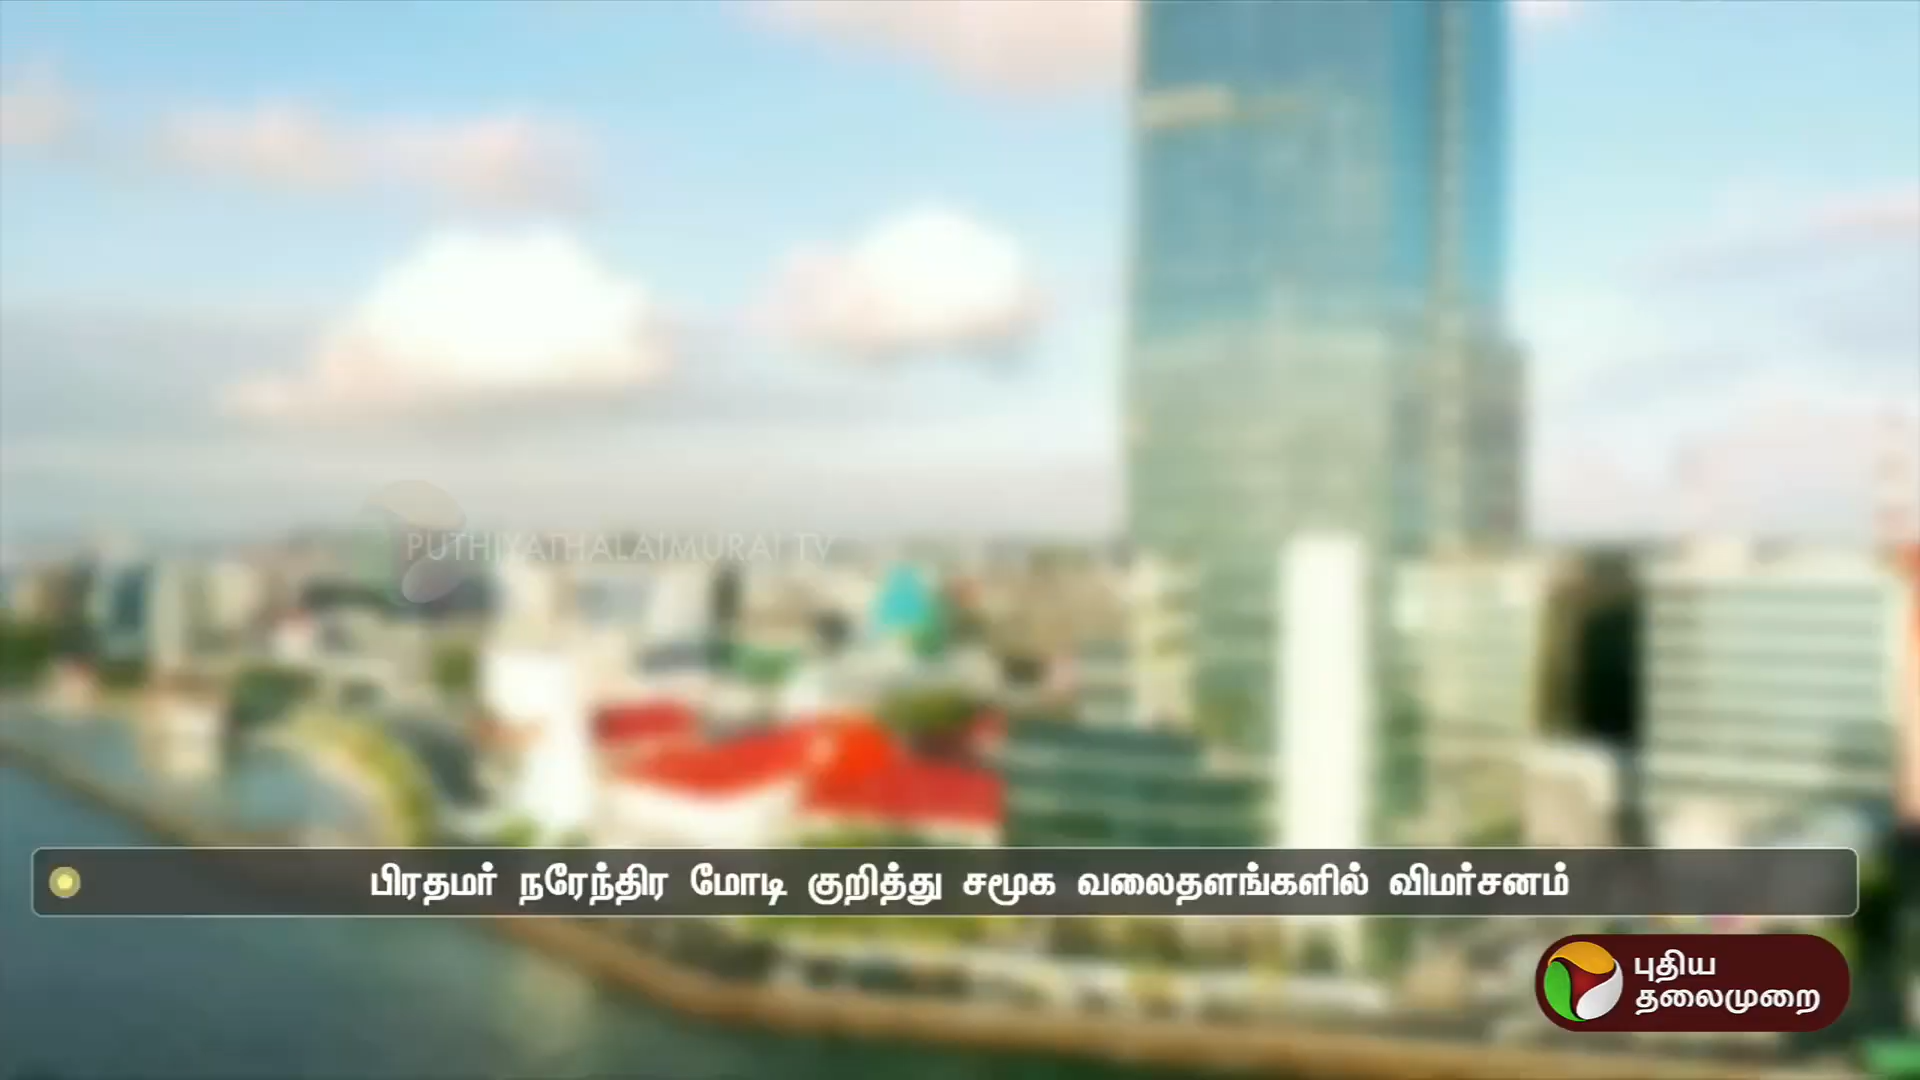 PUTHIYATHALAIMURAI TV
பிரதமர் நரேந்திர மோடி குறித்து சமூக வலைதளங்களில் விமர்சனம்
புதிய
தலைமுறை